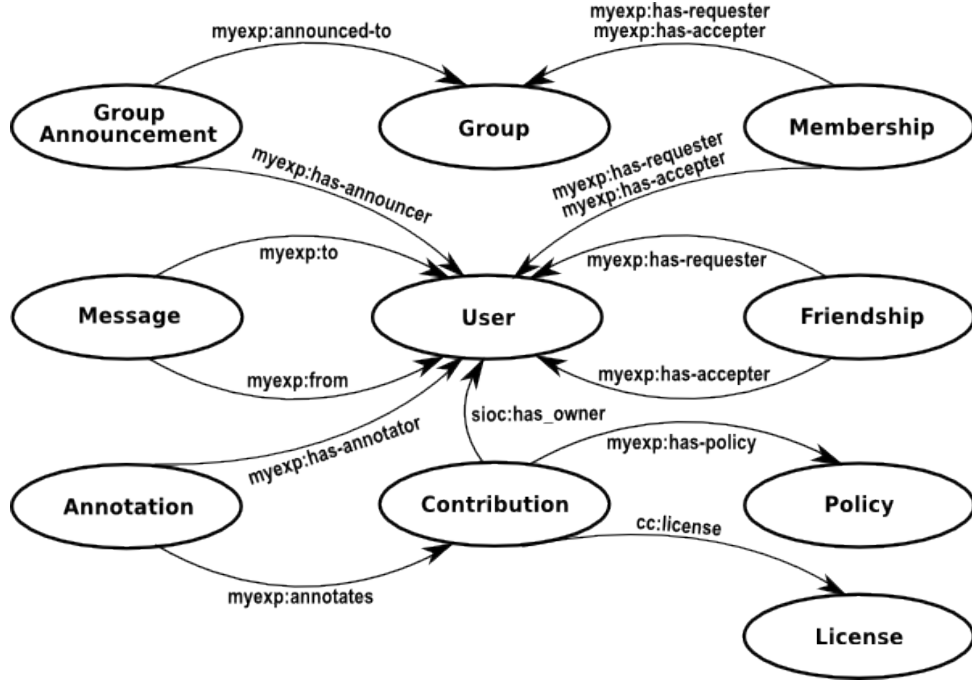 myexp:announced-to
myexp:has-requester
myexp:has-accepter
Group
Announcement
Group
Membership
myexp:has-announcer
myexp:has-requester
myexp:has-accepter
myexp:to
myexp:has-requester
Message
User
Friendship
myexp:from
myexp:has-accepter
sioc:has_owner
myexp:has-annotator
myexp:has-policy
Annotation
Contribution
Policy
cc:license
myexp:annotates
License